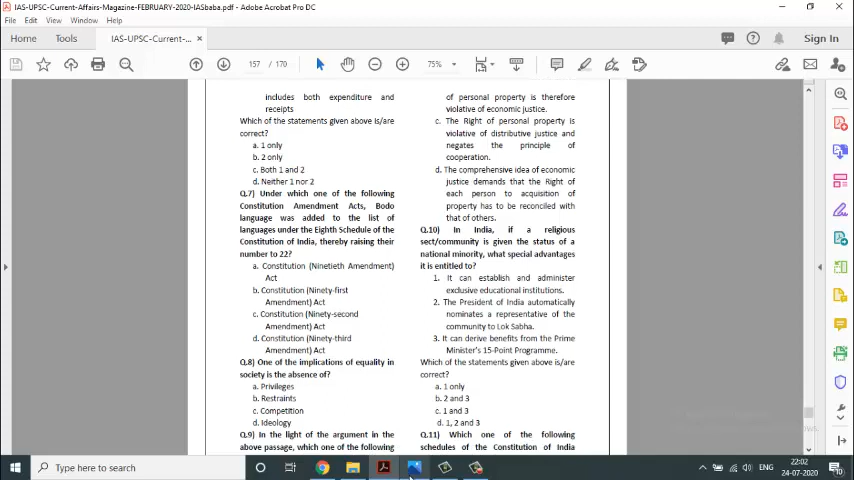 IAS-UPSC-Current-Affairs-Magazine-FEBRUARY-2020-IASbaba.pdf - Adobe Acrobat Pro DC
File Edit View Window Help
Home Tools IAS-UPSC-Current-... × Sign In
157 / 170 75%
includes both expenditure and
receipts
Which of the statements given above is/are
correct?
a. 1 only
b. 2 only
c. Both 1 and 2
d. Neither 1 nor 2
Q.7) Under which one of the following
Constitution Amendment Acts, Bodo
language was added to the list of
languages under the Eighth Schedule of the
Constitution of India, thereby raising their
number to 22?
a. Constitution (Ninetieth Amendment)
Act
b. Constitution (Ninety-first
Amendment) Act
c. Constitution (Ninety-second
Amendment) Act
d. Constitution (Ninety-third
Amendment) Act
Q.8) One of the implications of equality in
society is the absence of?
a. Privileges
b. Restraints
c. Competition
d. Ideology
Q.9) In the light of the argument in the
above passage, which one of the following
of personal property is therefore
violative of economic justice.
c. The Right of personal property is
violative of distributive justice and
negates the principle of
cooperation.
d. The comprehensive idea of economic
justice demands that the Right of
each person to acquisition of
property has to be reconciled with
that of others.
Q.10) In India, if a religious
sect/community is given the status of a
national minority, what special advantages
it is entitled to?
1. It can establish and administer
exclusive educational institutions.
2. The President of India automatically
nominates a representative of the
community to Lok Sabha.
3. It can derive benefits from the Prime
Minister's 15-Point Programme.
Which of the statements given above is/are
correct?
a. 1 only
b. 2 and 3
c. 1 and 3
d. 1, 2 and 3
Q.11) Which one of the following
schedules of the Constitution of India
Type here to search
ENG
22:02
24-07-2020